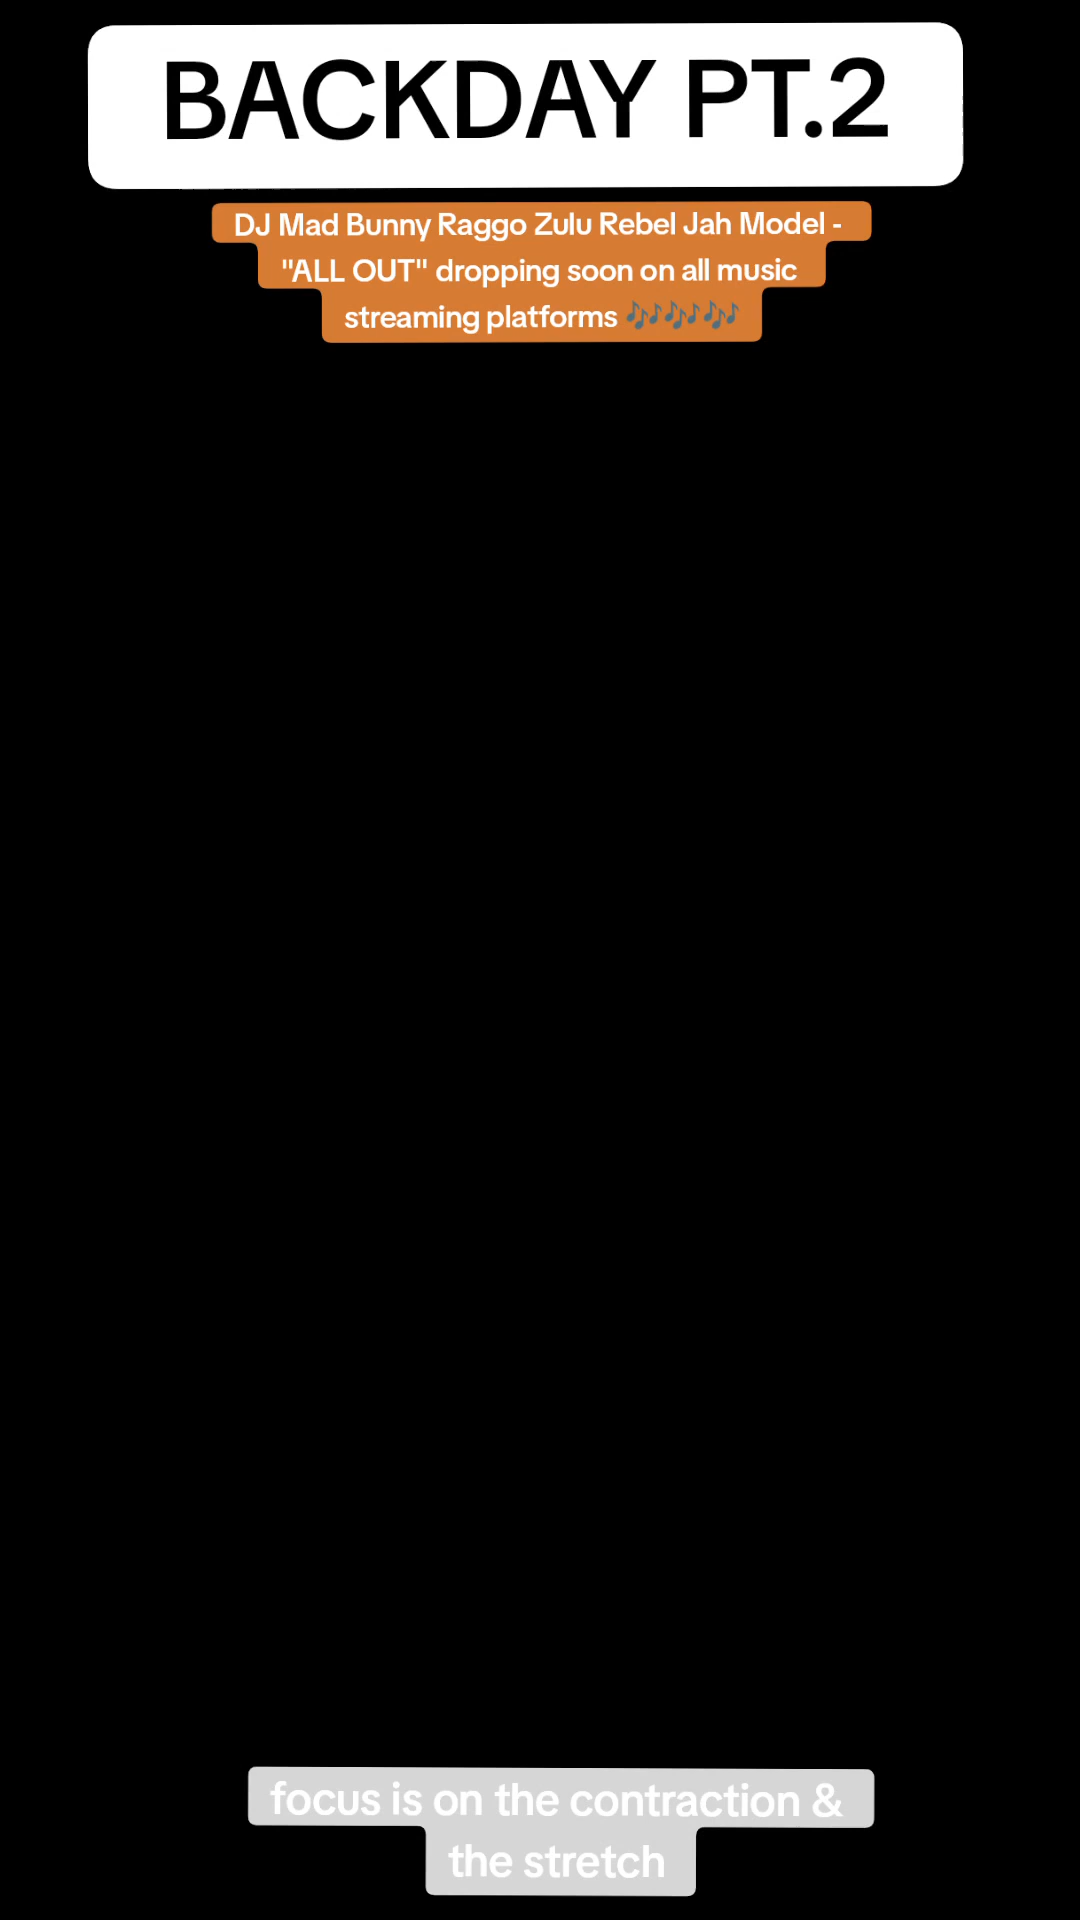 BACKDAY PT.2
DJ Mad Bunny Raggo Zulu Rebel Jah Model -
"ALL OUT" dropping soon on all music
streaming platforms 🎶🎶🎶
focus is on the contraction &
the stretch